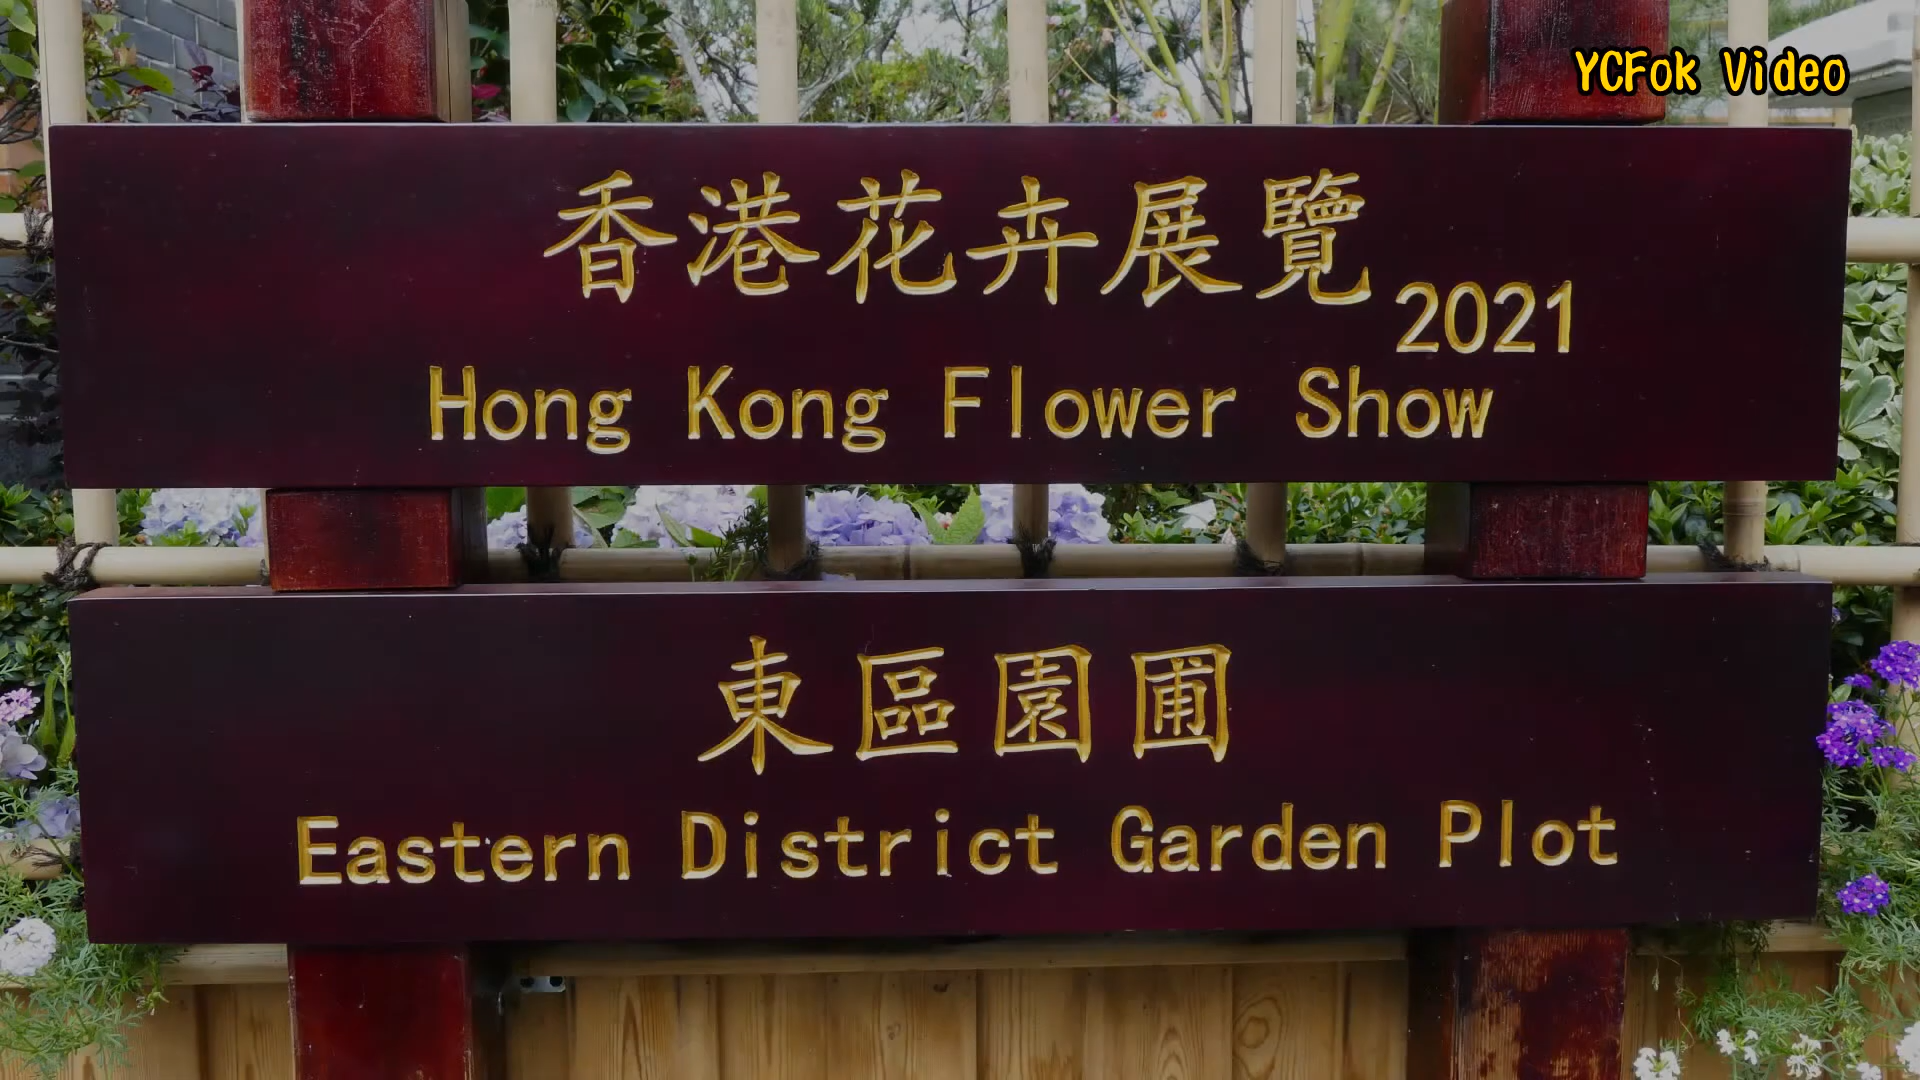 YCFok Video
香港花卉展覽 2021
Hong Kong Flower Show
東區園圃
Eastern District Garden Plot